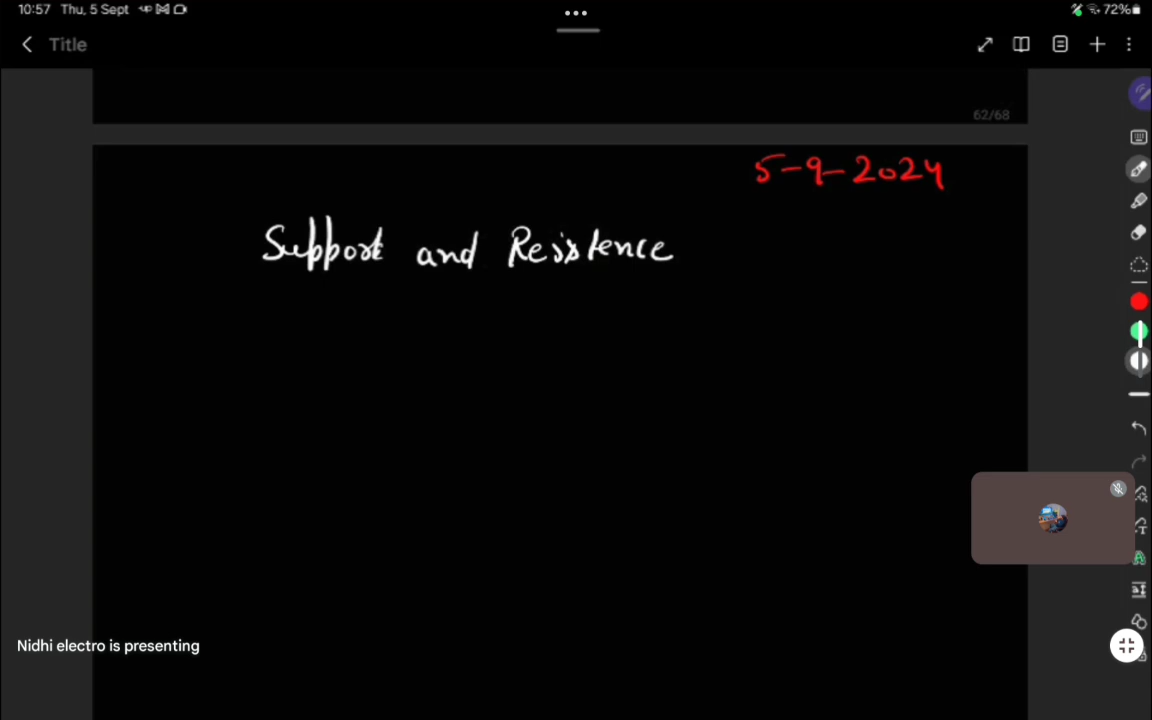 10:57 Thu, 5 Sept
72%
Title
62/68
5-9-2024
Support and Resistence
Nidhi electro is presenting